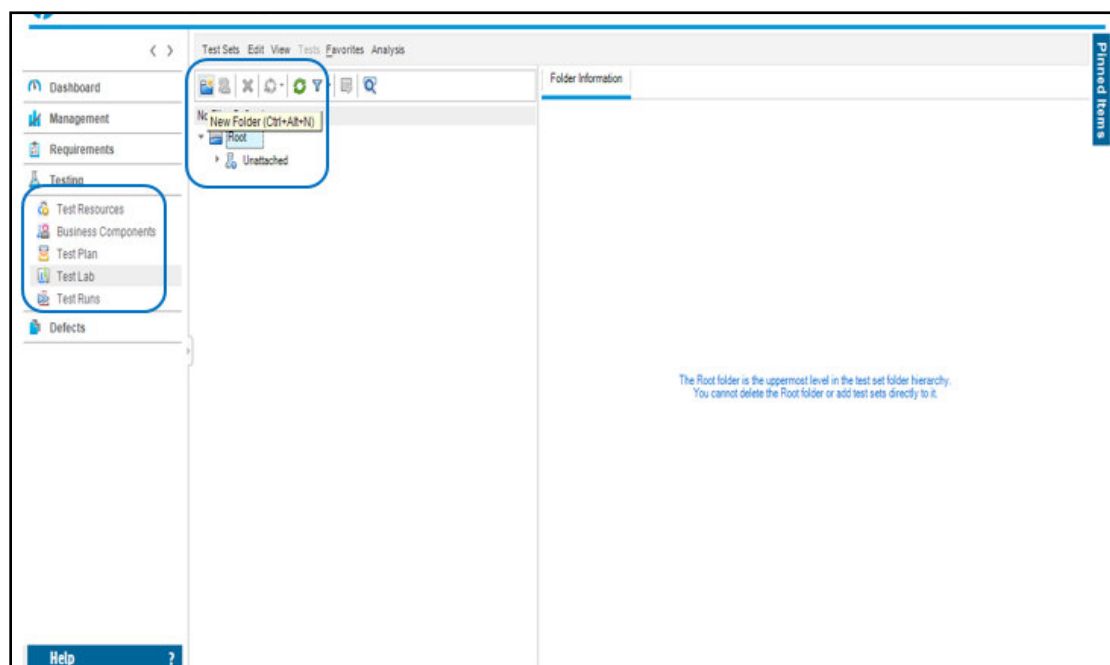 Test Sets Edit View Tests Favorites Analysis
Pinned Items
Dashboard
Management
Requirements
Testing
Test Resources
Business Components
Test Plan
Test Lab
Test Runs
Defects
Help ?
New Folder (Ctrl+Alt+N)
Root
Unattached
Folder Information
The Root folder is the uppermost level in the test set folder hierarchy.
You cannot delete the Root folder or add test sets directly to it.